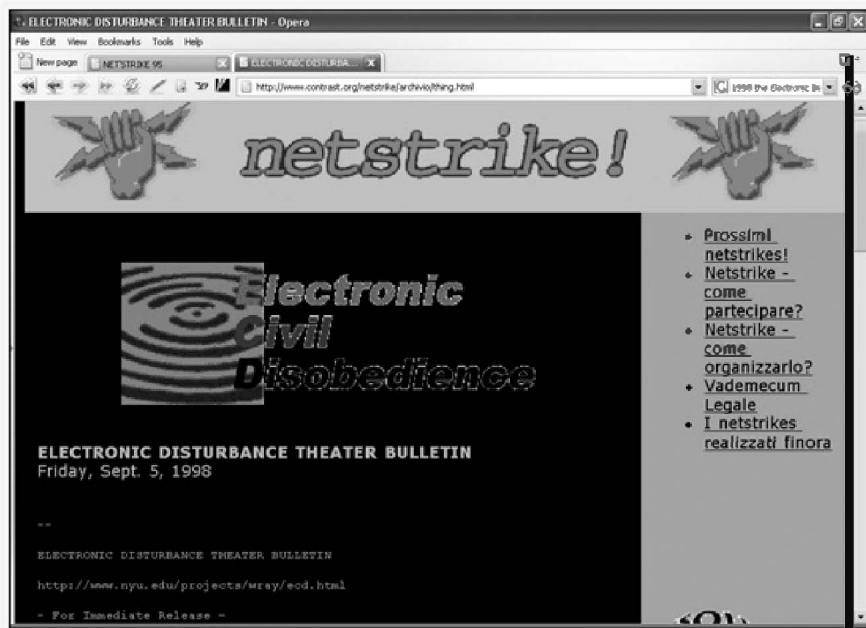 ELECTRONIC DISTURBANCE THEATER BULLETIN - Opera
File Edit View Bookmarks Tools Help
New page NETSTRIKE 95 ELECTRONIC DISTURBA...
http://www.contrast.org/netstrike/archivio/thing.html 1998 the Electronic
netstrike!
Electronic
Civil
Disobedience
ELECTRONIC DISTURBANCE THEATER BULLETIN
Friday, Sept. 5, 1998
--
ELECTRONIC DISTURBANCE THEATER BULLETIN
http://www.nyu.edu/projects/wray/ecd.html
- For Immediate Release -
• Prossimi
netstrikes!
• Netstrike -
come
partecipare?
• Netstrike -
come
organizzarlo?
• Vademecum
Legale
• I netstrikes
realizzati finora